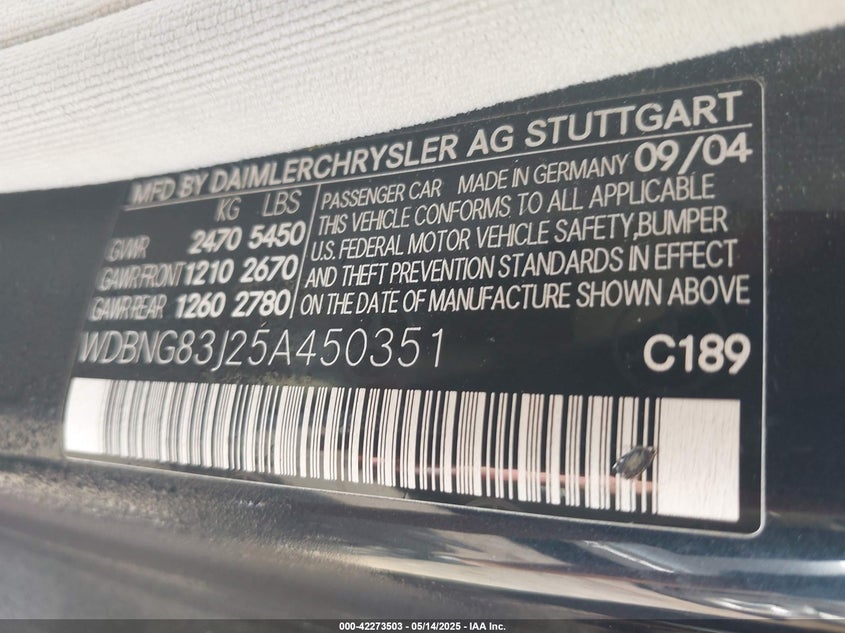 MFD BY DAIMLERCHRYSLER AG STUTTGART
KG LBS
GVWR 2470 5450
GAWR FRONT 1210 2670
GAWR REAR 1260 2780
PASSENGER CAR MADE IN GERMANY 09/04
THIS VEHICLE CONFORMS TO ALL APPLICABLE
U.S. FEDERAL MOTOR VEHICLE SAFETY,BUMPER
AND THEFT PREVENTION STANDARDS IN EFFECT
ON THE DATE OF MANUFACTURE SHOWN ABOVE
WDBNG83J25A450351 C189
000-42273503 - 05/14/2025 - IAA Inc.